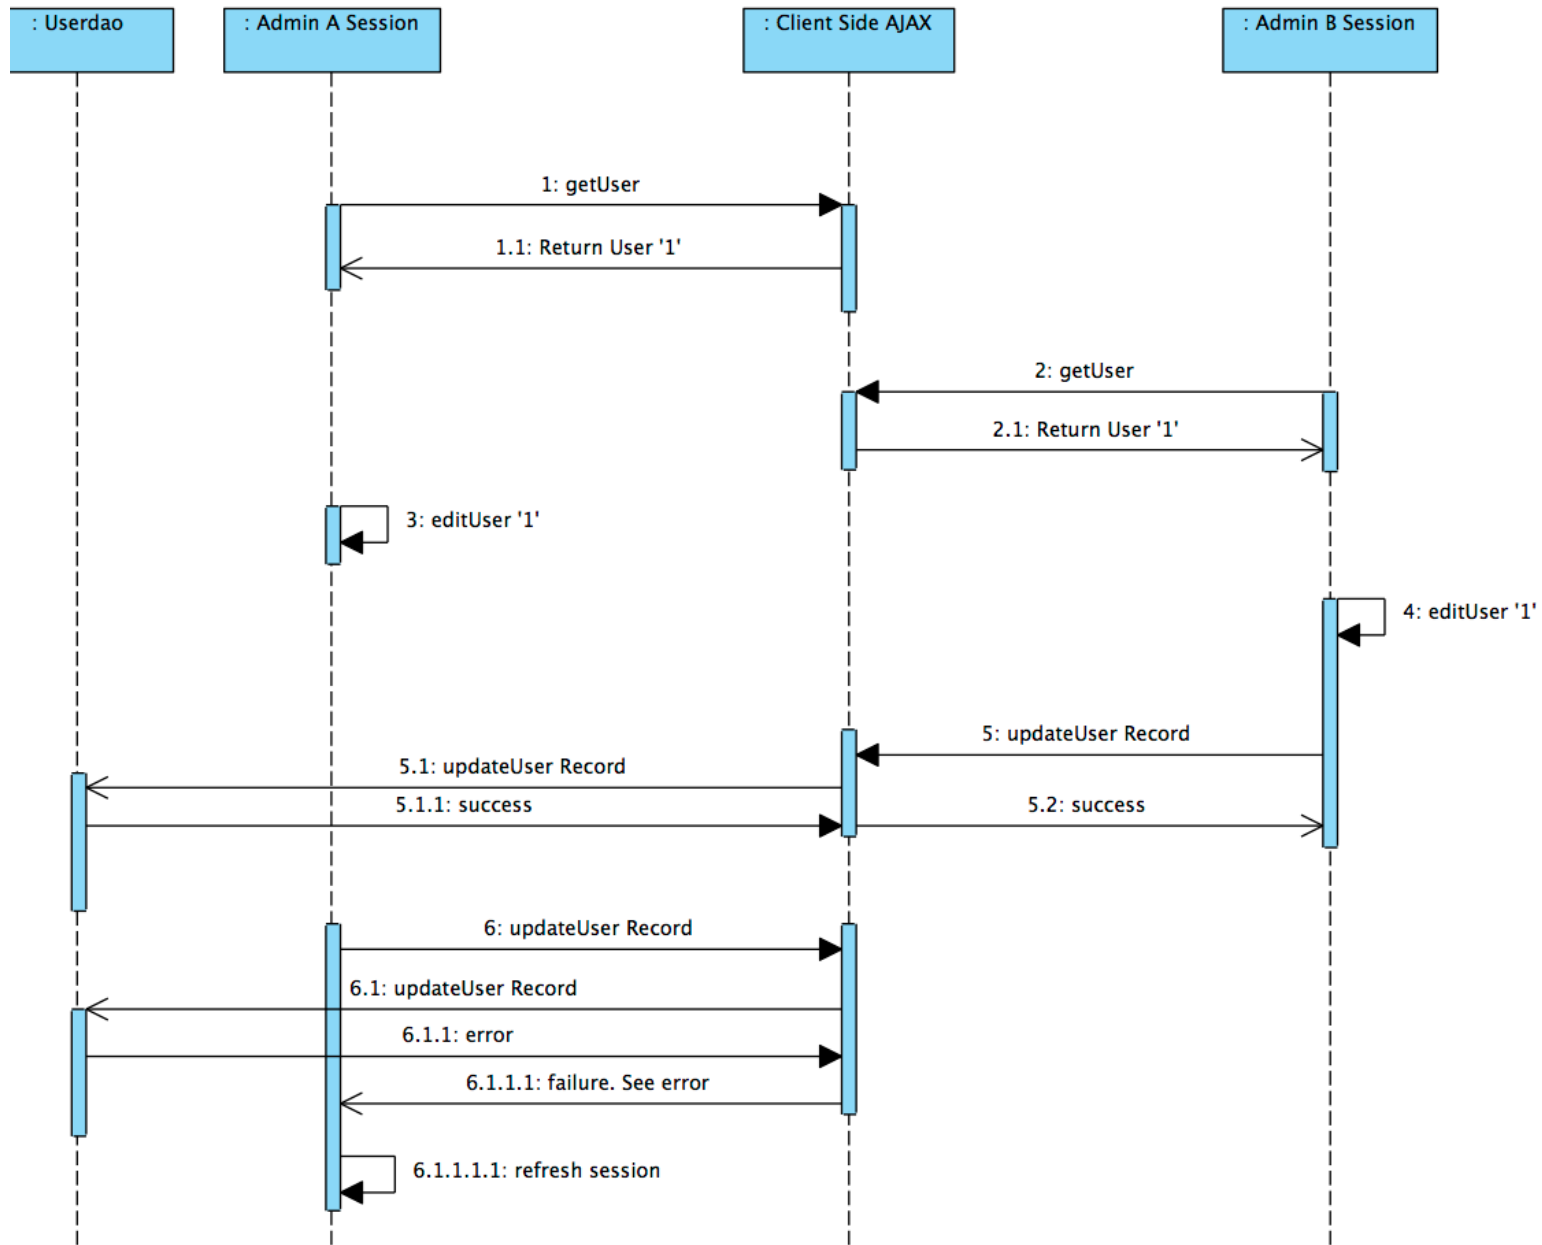 : Userdao
: Admin A Session
: Client Side AJAX
: Admin B Session
1: getUser
1.1: Return User '1'
2: getUser
2.1: Return User '1'
3: editUser '1'
4: editUser '1'
5: updateUser Record
5.1: updateUser Record
5.1.1: success
5.2: success
6: updateUser Record
6.1: updateUser Record
6.1.1: error
6.1.1.1: failure. See error
6.1.1.1.1: refresh session